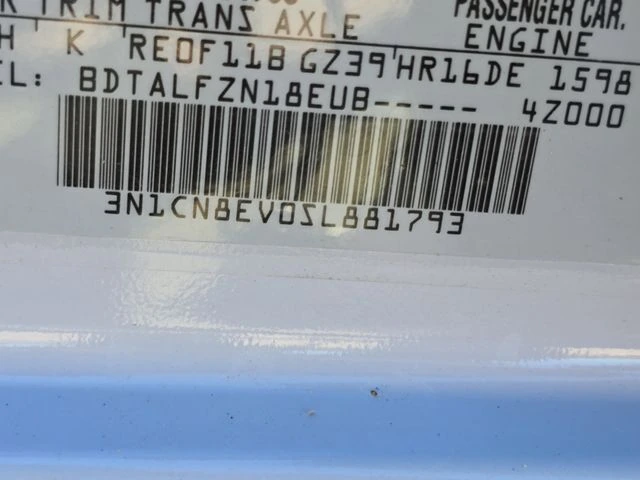 PASSENGER CAR.
R TRIM TRANS AXLE ENGINE
H K RE0F11B GZ39 HR16DE 1598
EL: BDTALFZN18EUB----- 4Z000
3N1CN8EV0SL881793